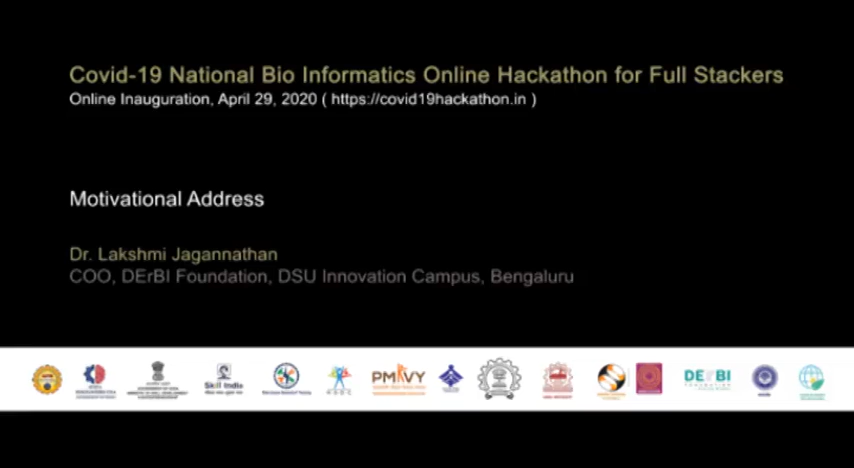 Covid-19 National Bio Informatics Online Hackathon for Full Stackers
Online Inauguration, April 29, 2020 ( https://covid19hackathon.in )
Motivational Address
Dr. Lakshmi Jagannathan
COO, DErBI Foundation, DSU Innovation Campus, Bengaluru
Skill India
PMKVY
DErBI
FOUNDATION